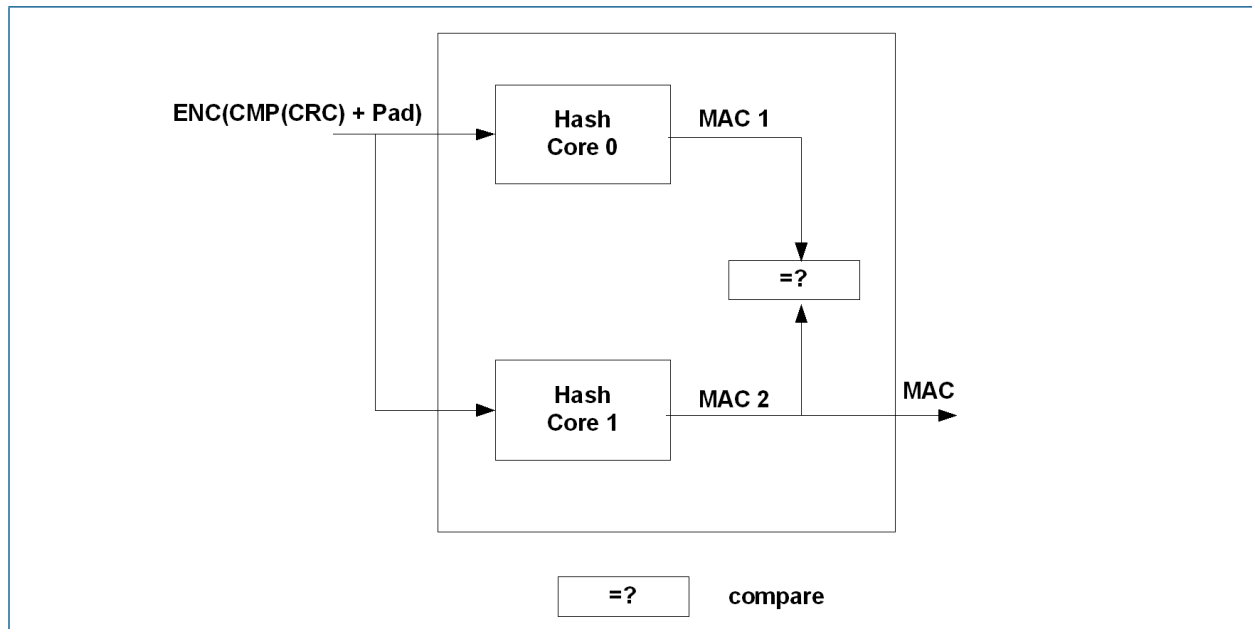 ENC(CMP(CRC) + Pad)
Hash
Core 0
MAC 1
=?
Hash
Core 1
MAC 2
MAC
=?
compare